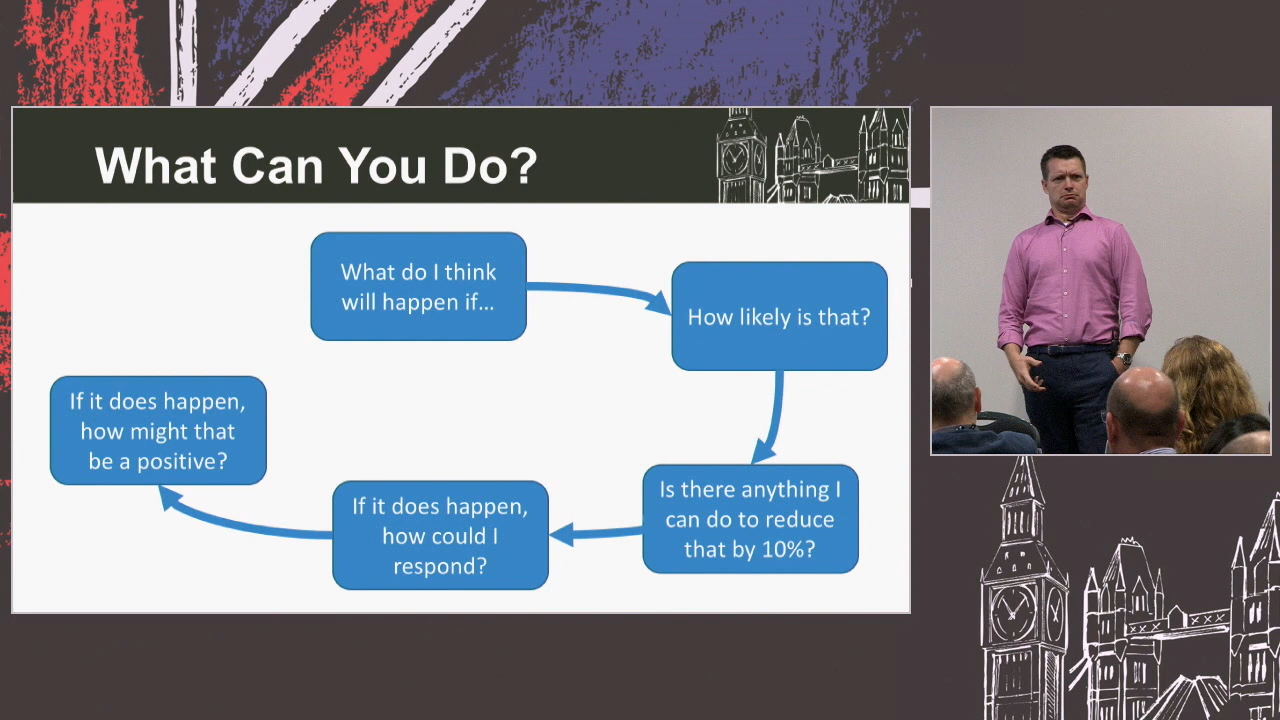 What Can You Do?
What do I think
will happen if...
How likely is that?
Is there anything I
can do to reduce
that by 10%?
If it does happen,
how could I
respond?
If it does happen,
how might that
be a positive?